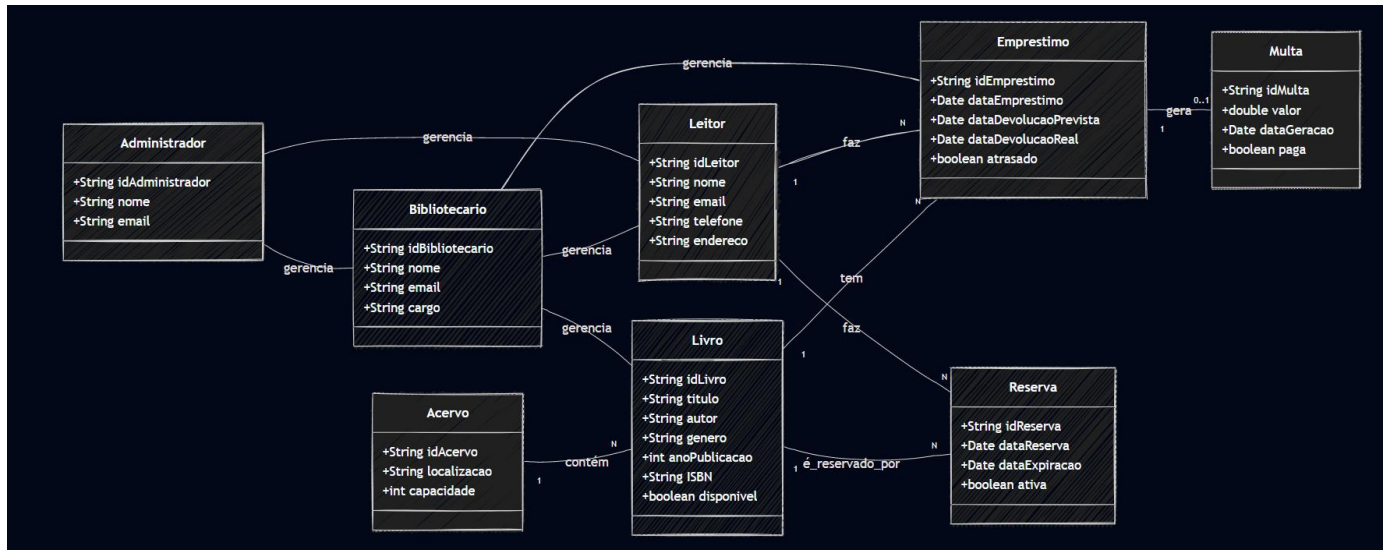 Administrador
+String idAdministrador
+String nome
+String email
gerencia
gerencia
gerencia
Bibliotecario
+String idBibliotecario
+String nome
+String email
+String cargo
gerencia
gerencia
Leitor
+String idLeitor
+String nome
+String email
+String telefone
+String endereco
1
faz
N
1
faz
N
Emprestimo
+String idEmprestimo
+Date dataEmprestimo
+Date dataDevolucaoPrevista
+Date dataDevolucaoReal
+boolean atrasado
1
gera
0..1
Multa
+String idMulta
+double valor
+Date dataGeracao
+boolean paga
Acervo
+String idAcervo
+String localizacao
+int capacidade
1
contém
N
Livro
+String idLivro
+String titulo
+String autor
+String genero
+int anoPublicacao
+String ISBN
+boolean disponivel
1
tem
N
1
é_reservado_por
N
Reserva
+String idReserva
+Date dataReserva
+Date dataExpiracao
+boolean ativa